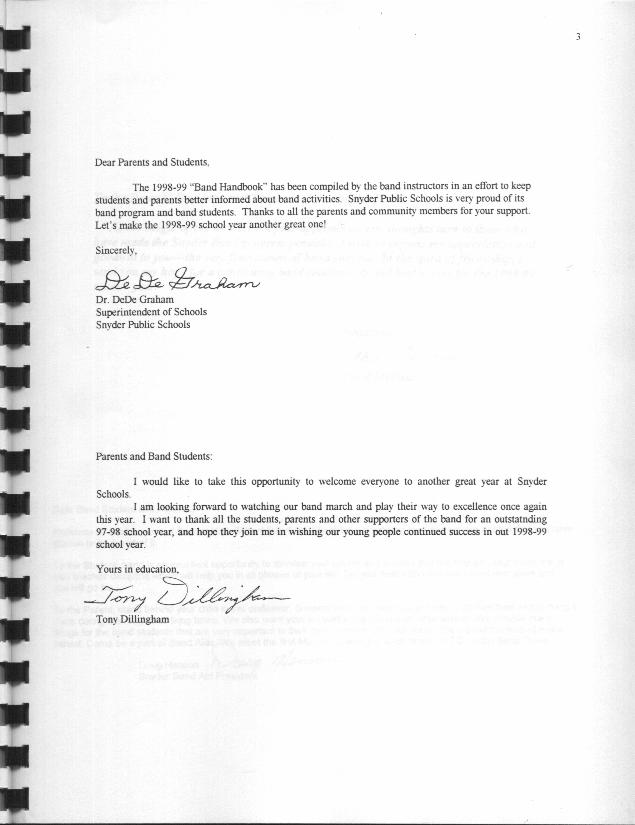 3
Dear Parents and Students,
The 1998-99 "Band Handbook" has been compiled by the band instructors in an effort to keep
students and parents better informed about band activities. Snyder Public Schools is very proud of its
band program and band students. Thanks to all the parents and community members for your support.
Let's make the 1998-99 school year another great one!
Sincerely,
DeDe Graham
Dr. DeDe Graham
Superintendent of Schools
Snyder Public Schools
Parents and Band Students:
I would like to take this opportunity to welcome everyone to another great year at Snyder
Schools.
I am looking forward to watching our band march and play their way to excellence once again
this year. I want to thank all the students, parents and other supporters of the band for an outstatnding
97-98 school year, and hope they join me in wishing our young people continued success in out 1998-99
school year.
Yours in education,
Tony Dillingham
Tony Dillingham